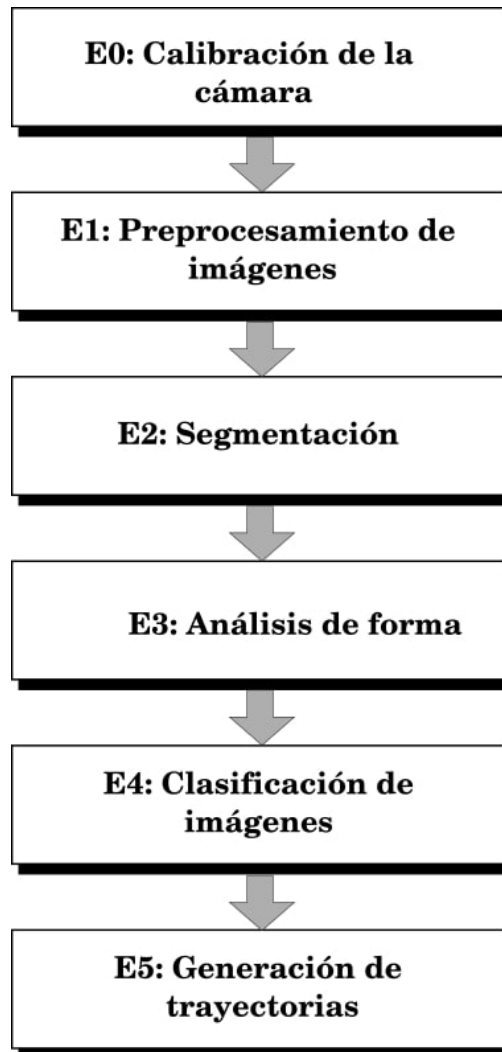 E0: Calibración de la
cámara
E1: Preprocesamiento de
imágenes
E2: Segmentación
E3: Análisis de forma
E4: Clasificación de
imágenes
E5: Generación de
trayectorias